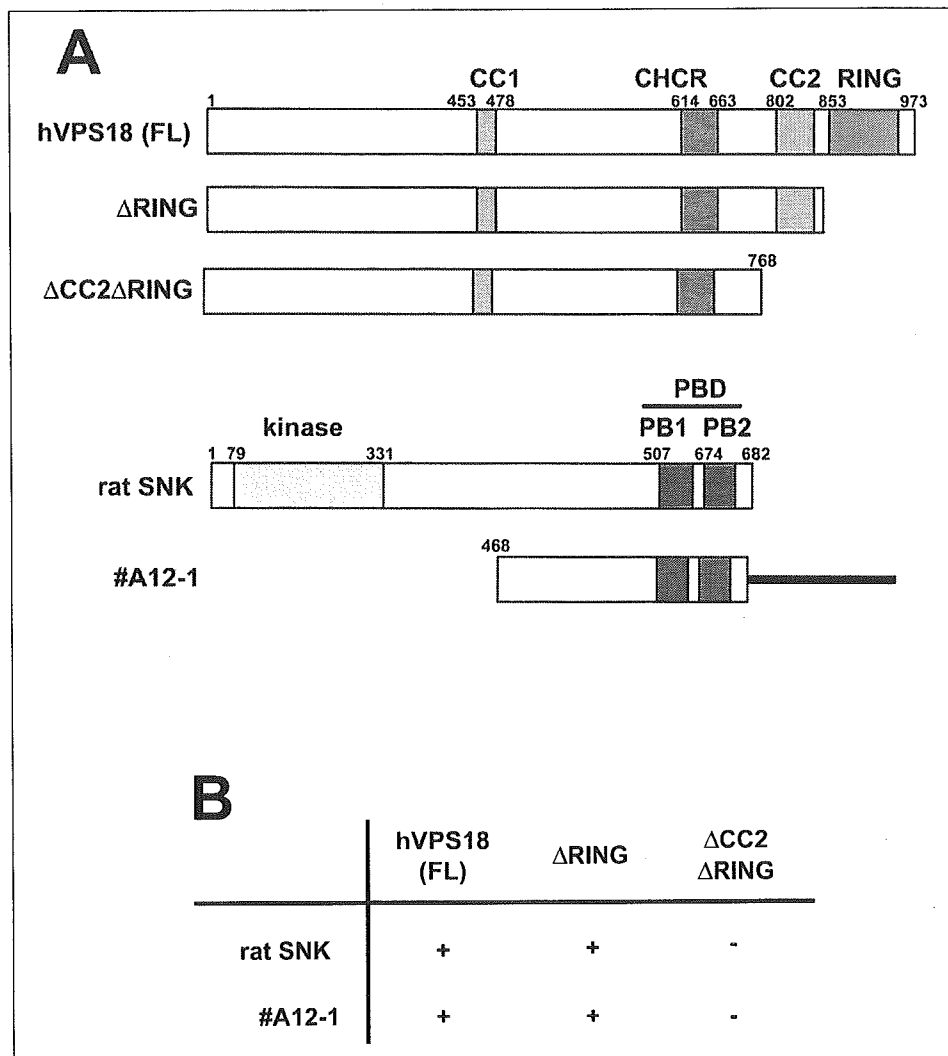 A
CC1 CHCR CC2 RING
1 453 478 614 663 802 853 973
hVPS18 (FL)
ΔRING
768
ΔCC2ΔRING
PBD
kinase PB1 PB2
1 79 331 507 674 682
rat SNK
468
#A12-1
B
hVPS18 (FL) ΔRING ΔCC2 ΔRING
rat SNK + + -
#A12-1 + + -